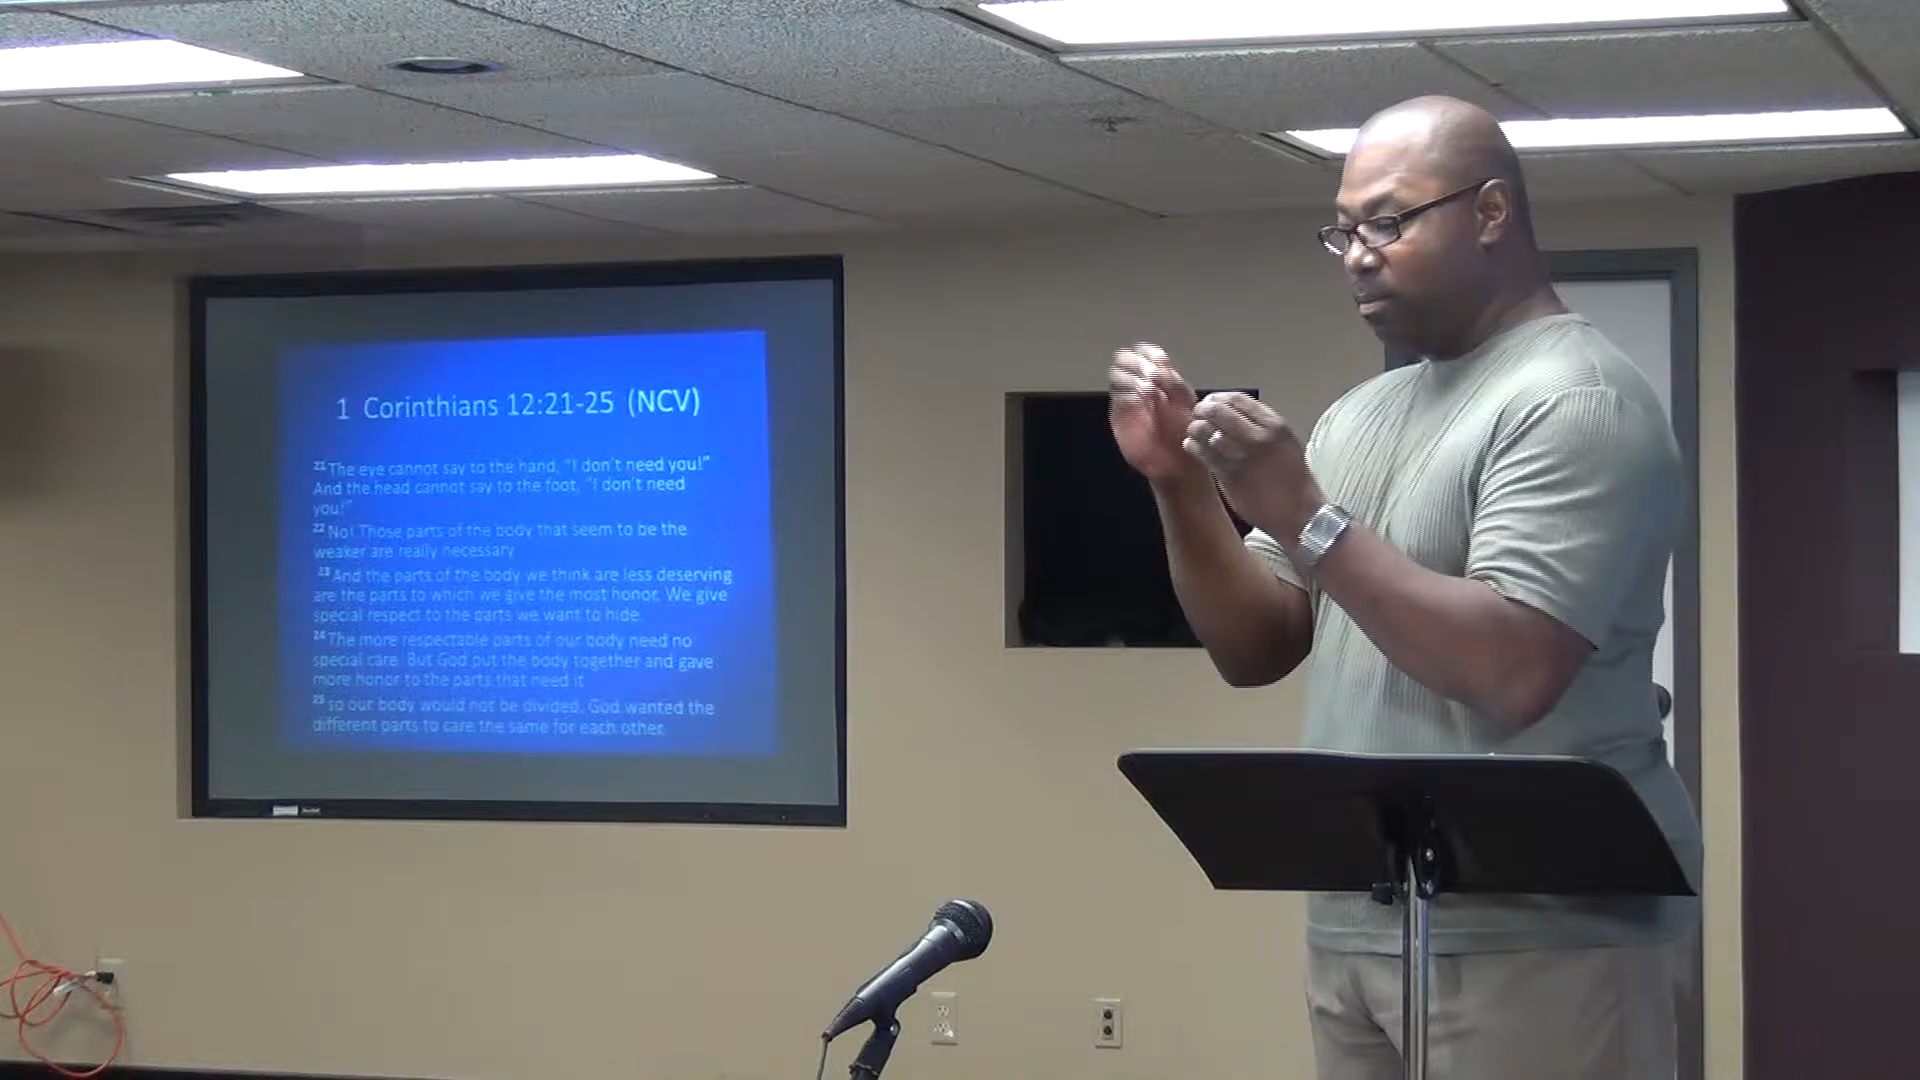 1 Corinthians 12:21-25 (NCV)
21 The eye cannot say to the hand, “I don’t need you!”
And the head cannot say to the foot, “I don’t need
you!”
22 No! Those parts of the body that seem to be the
weaker are really necessary
23 And the parts of the body we think are less deserving
are the parts to which we give the most honor. We give
special respect to the parts we want to hide.
24 The more respectable parts of our body need no
special care. But God put the body together and gave
more honor to the parts that need it
25 so our body would not be divided. God wanted the
different parts to care the same for each other.